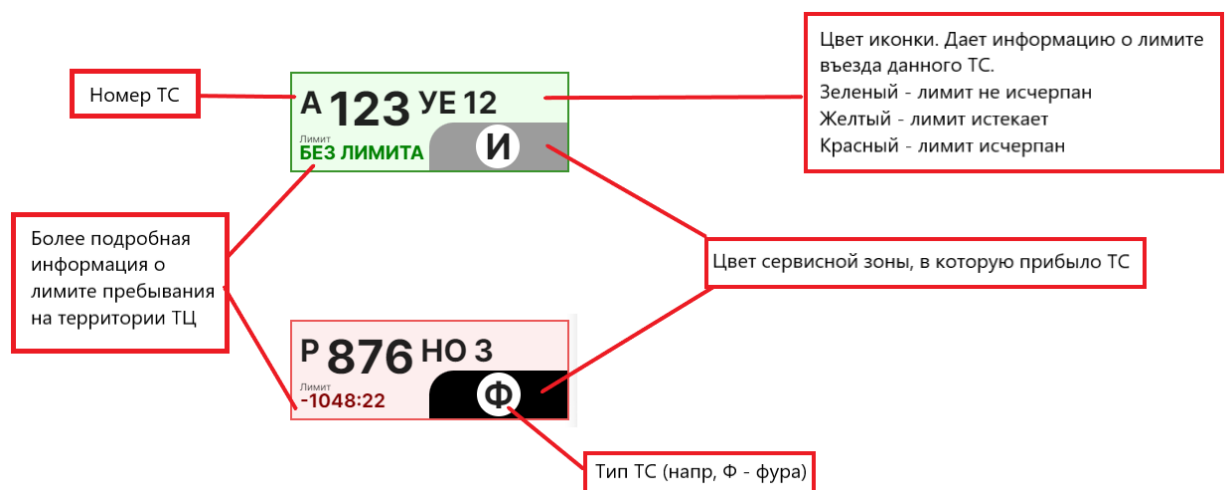 Цвет иконки. Дает информацию о лимите
въезда данного ТС.
Зеленый - лимит не исчерпан
Желтый - лимит истекает
Красный - лимит исчерпан
Номер ТС
А 123 УЕ 12
Лимит
БЕЗ ЛИМИТА
И
Более подробная
информация о
лимите пребывания
на территории ТЦ
Цвет сервисной зоны, в которую прибыло ТС
Р 876 НО 3
Лимит
-1048:22
Ф
Тип ТС (напр, Ф - фура)